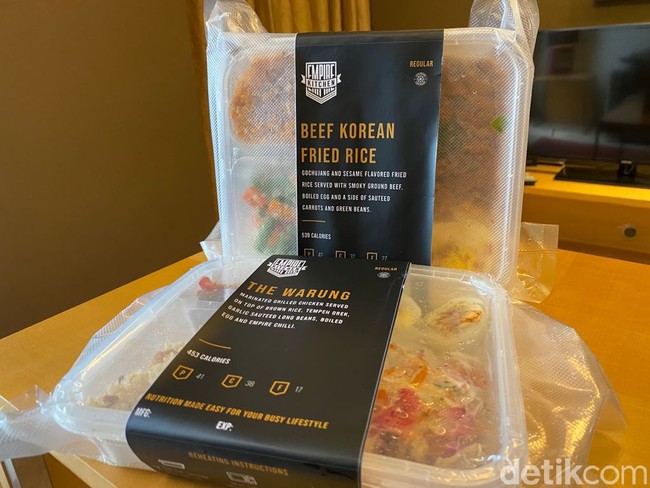 EMPIRE
KITCHEN
REGULAR
BEEF KOREAN
FRIED RICE
GOCHUJANG AND SESAME FLAVORED FRIED
RICE SERVED WITH SMOKY GROUND BEEF,
BOILED EGG AND A SIDE OF SAUTEED
CARROTS AND GREEN BEANS.
539 CALORIES
P
EMPIRE
KITCHEN
REGULAR
THE WARUNG
MARINATED GRILLED CHICKEN SERVED
ON TOP OF BROWN RICE, TEMPEH OREK,
GARLIC SAUTEED LONG BEANS, BOILED
EGG AND EMPIRE CHILLI.
453 CALORIES
P 41 C 36 F 17
NUTRITION MADE EASY FOR YOUR BUSY LIFESTYLE
MFG: EXP:
REHEATING INSTRUCTIONS
detikcom